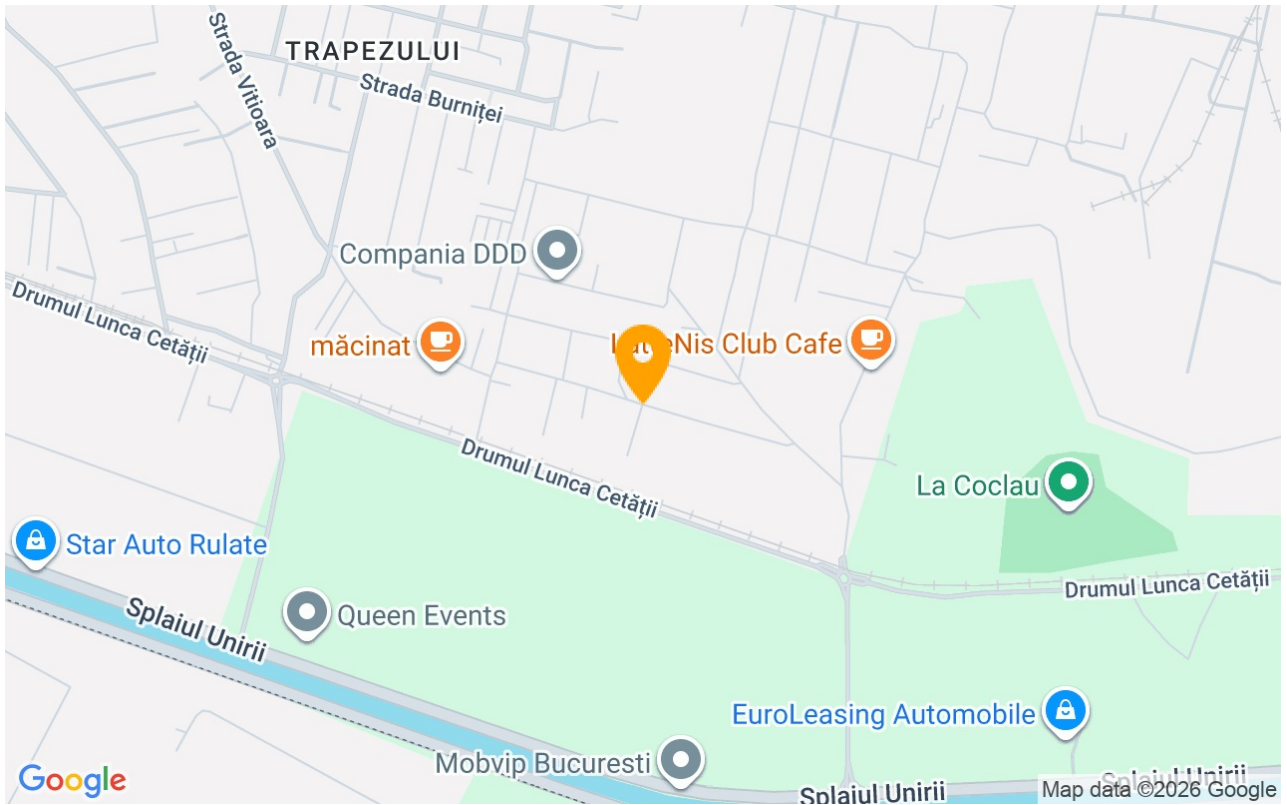 Strada Vitioara
TRAPEZULUI
Strada Burniței
Compania DDD
Drumul Lunca Cetății
măcinat
eNis Club Cafe
Drumul Lunca Cetății
La Coclau
Star Auto Rulate
Drumul Lunca Cetății
Splaiul Unirii
Queen Events
EuroLeasing Automobile
Mobvip Bucuresti
Google
Splaiul Unirii
Splaiul Unirii
Map data ©2026 Google